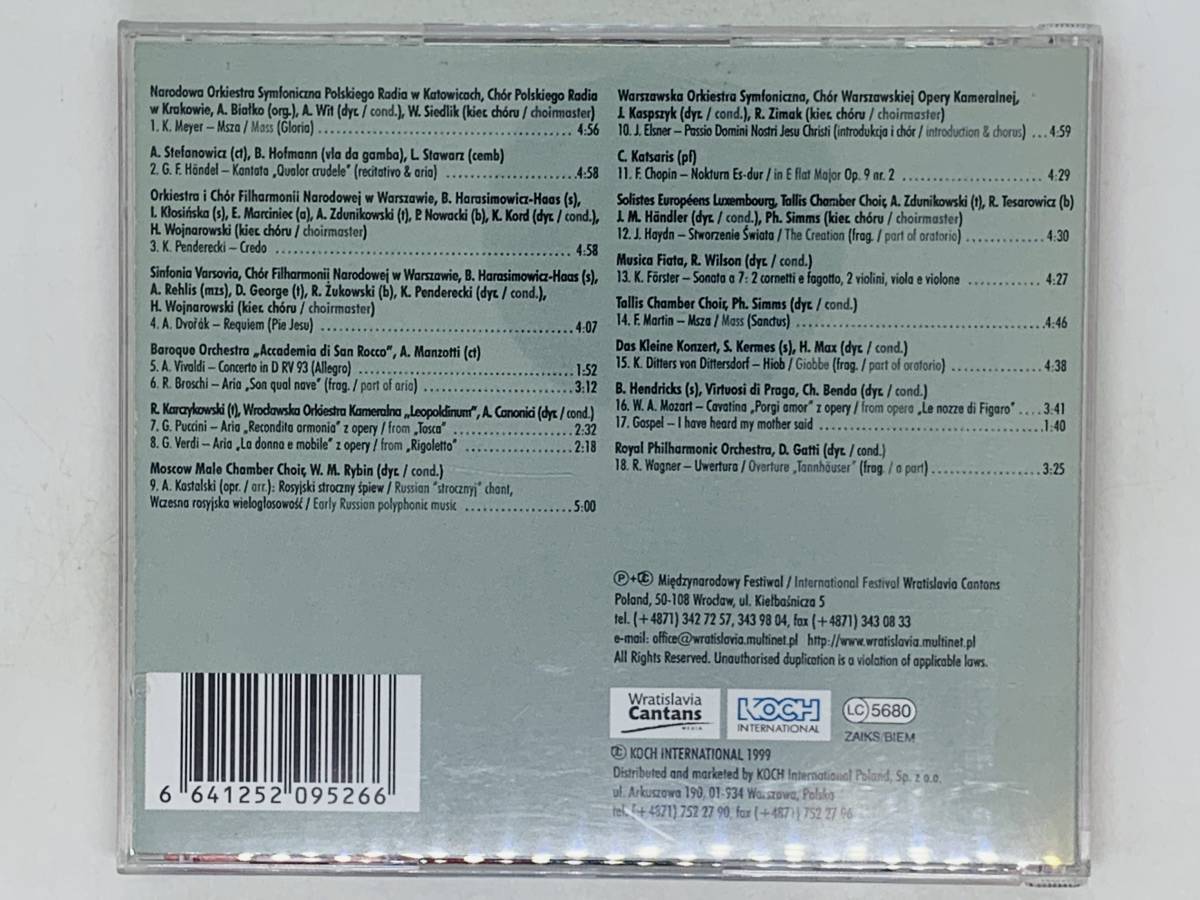 Narodowa Orkiestra Symfoniczna Polskiego Radia w Katowicach, Chór Polskiego Radia
w Krakowie, A. Białko (org.), A. Wit (dyr. / cond.), W. Siedlik (kier. chóru / choirmaster)
1. K. Meyer – Msza / Mass (Gloria) ........ 4:56
A. Stefanowicz (ct), B. Hofmann (vla da gamba), L. Stawarz (cemb)
2. G. F. Händel – Kantata „Qualor crudele" (recitativo & aria) ........ 4:58
Orkiestra i Chór Filharmonii Narodowej w Warszawie, B. Harasimowicz-Haas (s),
I. Kłosińska (s), E. Marciniec (a), A. Zdunikowski (t), P. Nowacki (b), K. Kord (dyr. / cond.),
H. Wojnarowski (kier. chóru / choirmaster)
3. K. Penderecki – Credo ........ 4:58
Sinfonia Varsovia, Chór Filharmonii Narodowej w Warszawie, B. Harasimowicz-Haas (s),
A. Rehlis (mzs), D. George (t), R. Żukowski (b), K. Penderecki (dyr. / cond.),
H. Wojnarowski (kier. chóru / choirmaster)
4. A. Dvořák – Requiem (Pie Jesu) ........ 4:07
Baroque Orchestra „Accademia di San Rocco", A. Manzotti (ct)
5. A. Vivaldi – Concerto in D RV 93 (Allegro) ........ 1:52
6. R. Broschi – Aria „Son qual nave" (frag. / part of aria) ........ 3:12
R. Karczykowski (t), Wrocławska Orkiestra Kameralna „Leopoldinum", A. Canonici (dyr. / cond.)
7. G. Puccini – Aria „Recondita armonia" z opery / from „Tosca" ........ 2:32
8. G. Verdi – Aria „La donna e mobile" z opery / from „Rigoletto" ........ 2:18
Moscow Male Chamber Choir, W. M. Rybin (dyr. / cond.)
9. A. Kastalski (opr. / arr.): Rosyjski stroczny śpiew / Russian "strocznyj" chant,
Wczesna rosyjska wielogłosowość / Early Russian polyphonic music ........ 5:00
Warszawska Orkiestra Symfoniczna, Chór Warszawskiej Opery Kameralnej,
J. Kaspszyk (dyr. / cond.), R. Zimak (kier. chóru / choirmaster)
10. J. Elsner – Passio Domini Nostri Jesu Christi (introdukcja i chór / introduction & chorus) ... 4:59
C. Katsaris (pf)
11. F. Chopin – Nokturn Es-dur / in E flat Major Op. 9 nr. 2 ........ 4:29
Solistes Européens Luxembourg, Tallis Chamber Choir, A. Zdunikowski (t), R. Tesarowicz (b)
J. M. Händler (dyr. / cond.), Ph. Simms (kier. chóru / choirmaster)
12. J. Haydn – Stworzenie Świata / The Creation (frag. / part of oratorio) ........ 4:30
Musica Fiata, R. Wilson (dyr. / cond.)
13. K. Förster – Sonata a 7: 2 cornetti e fagotto, 2 violini, viola e violone ........ 4:27
Tallis Chamber Choir, Ph. Simms (dyr. / cond.)
14. F. Martin – Msza / Mass (Sanctus) ........ 4:46
Das Kleine Konzert, S. Kermes (s), H. Max (dyr. / cond.)
15. K. Ditters von Dittersdorf – Hiob / Giobbe (frag. / part of oratorio) ........ 4:38
B. Hendricks (s), Virtuosi di Praga, Ch. Benda (dyr. / cond.)
16. W. A. Mozart – Cavatina „Porgi amor" z opery / from opera „Le nozze di Figaro" .... 3:41
17. Gospel – I have heard my mother said ........ 1:40
Royal Philharmonic Orchestra, D. Gatti (dyr. / cond.)
18. R. Wagner – Uwertura / Overture „Tannhäuser" (frag. / a part) ........ 3:25
Ⓟ+© Międzynarodowy Festiwal / International Festival Wratislavia Cantans
Poland, 50-108 Wrocław, ul. Kiełbaśnicza 5
tel. (+4871) 342 72 57, 343 98 04, fax (+4871) 343 08 33
e-mail: office@wratislavia.multinet.pl http://www.wratislavia.multinet.pl
All Rights Reserved. Unauthorised duplication is a violation of applicable laws.
Wratislavia
Cantans
MEDIA
KOCH
INTERNATIONAL
LC 5680
ZAIKS/BIEM
© KOCH INTERNATIONAL 1999
Distributed and marketed by KOCH International Poland, Sp. z o.o.
ul. Arkuszowa 190, 01-934 Warszawa, Polska
tel. (+4871) 752 27 90, fax (+4871) 752 27 96
6 641252 095266